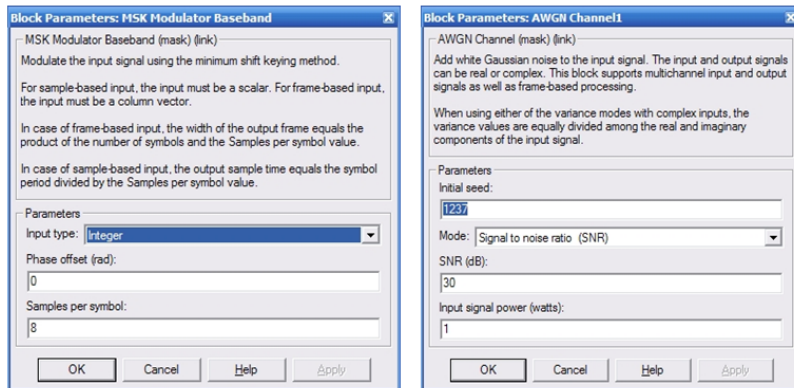 Block Parameters: MSK Modulator Baseband
MSK Modulator Baseband (mask) (link)
Modulate the input signal using the minimum shift keying method.
For sample-based input, the input must be a scalar. For frame-based input,
the input must be a column vector.
In case of frame-based input, the width of the output frame equals the
product of the number of symbols and the Samples per symbol value.
In case of sample-based input, the output sample time equals the symbol
period divided by the Samples per symbol value.
Parameters
Input type: Integer
Phase offset (rad):
0
Samples per symbol:
8
OK Cancel Help Apply
Block Parameters: AWGN Channel1
AWGN Channel (mask) (link)
Add white Gaussian noise to the input signal. The input and output signals
can be real or complex. This block supports multichannel input and output
signals as well as frame-based processing.
When using either of the variance modes with complex inputs, the
variance values are equally divided among the real and imaginary
components of the input signal.
Parameters
Initial seed:
1237
Mode: Signal to noise ratio (SNR)
SNR (dB):
30
Input signal power (watts):
1
OK Cancel Help Apply